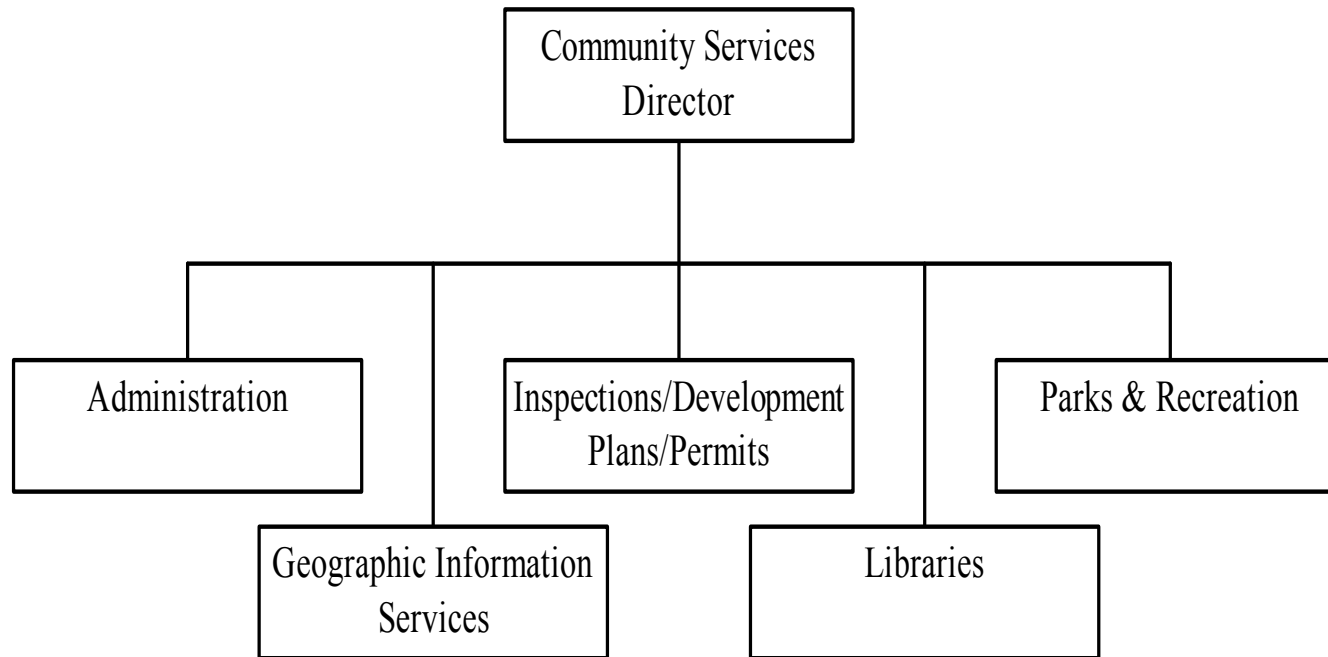 Community Services
Director
Administration
Inspections/Development
Plans/Permits
Parks & Recreation
Geographic Information
Services
Libraries